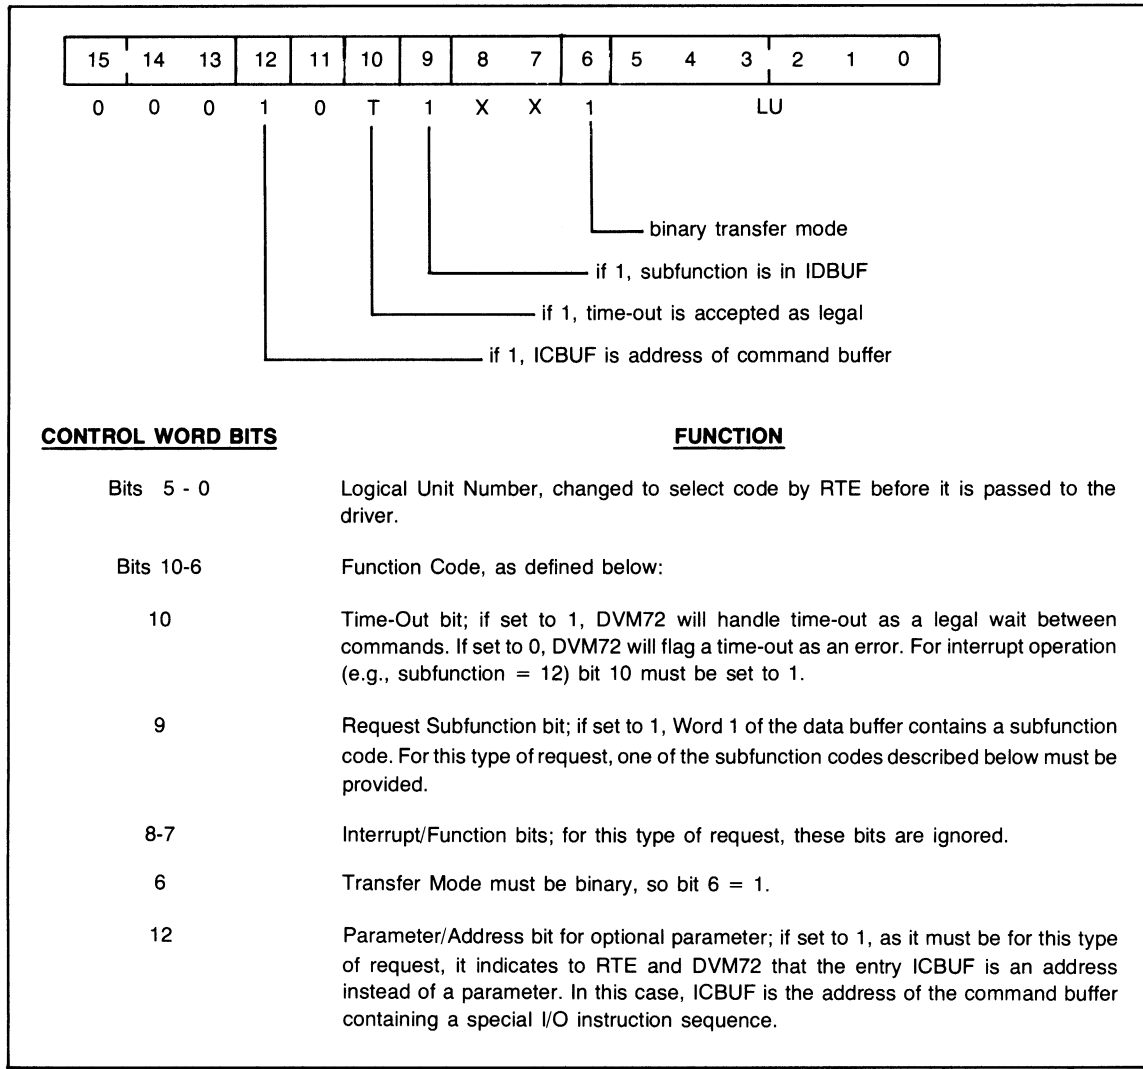 15 14 13 12 11 10 9 8 7 6 5 4 3 2 1 0
0 0 0 1 0 T 1 X X 1 LU
binary transfer mode
if 1, subfunction is in IDBUF
if 1, time-out is accepted as legal
if 1, ICBUF is address of command buffer
CONTROL WORD BITS FUNCTION
Bits 5 - 0 Logical Unit Number, changed to select code by RTE before it is passed to the
driver.
Bits 10-6 Function Code, as defined below:
10 Time-Out bit; if set to 1, DVM72 will handle time-out as a legal wait between
commands. If set to 0, DVM72 will flag a time-out as an error. For interrupt operation
(e.g., subfunction = 12) bit 10 must be set to 1.
9 Request Subfunction bit; if set to 1, Word 1 of the data buffer contains a subfunction
code. For this type of request, one of the subfunction codes described below must be
provided.
8-7 Interrupt/Function bits; for this type of request, these bits are ignored.
6 Transfer Mode must be binary, so bit 6 = 1.
12 Parameter/Address bit for optional parameter; if set to 1, as it must be for this type
of request, it indicates to RTE and DVM72 that the entry ICBUF is an address
instead of a parameter. In this case, ICBUF is the address of the command buffer
containing a special I/O instruction sequence.